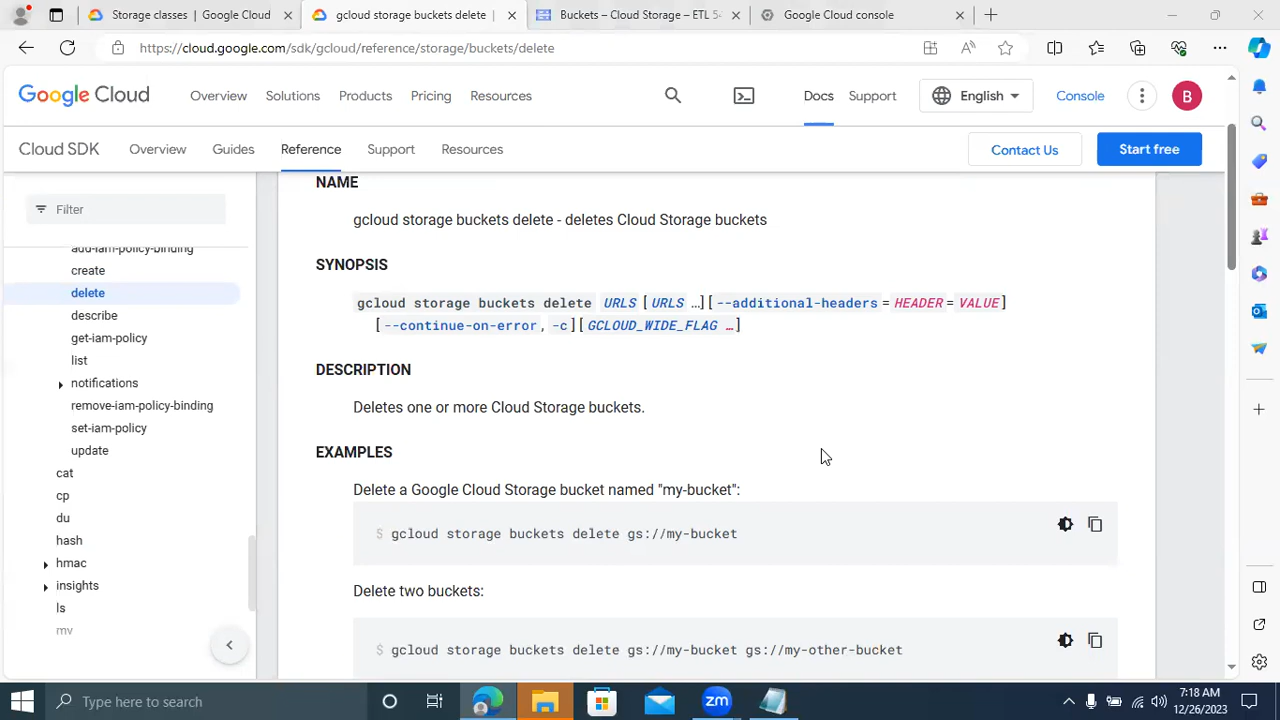 Storage classes | Google Cloud
gcloud storage buckets delete |
Buckets – Cloud Storage – ETL S
Google Cloud console
https://cloud.google.com/sdk/gcloud/reference/storage/buckets/delete
Google Cloud
Overview
Solutions
Products
Pricing
Resources
Docs
Support
English
Console
B
Cloud SDK
Overview
Guides
Reference
Support
Resources
Contact Us
Start free
Filter
add-iam-policy-binding
create
delete
describe
get-iam-policy
list
notifications
remove-iam-policy-binding
set-iam-policy
update
cat
cp
du
hash
hmac
insights
ls
mv
NAME
gcloud storage buckets delete - deletes Cloud Storage buckets
SYNOPSIS
gcloud storage buckets delete URLS [URLS …][--additional-headers=HEADER=VALUE]
[--continue-on-error, -c][GCLOUD_WIDE_FLAG …]
DESCRIPTION
Deletes one or more Cloud Storage buckets.
EXAMPLES
Delete a Google Cloud Storage bucket named "my-bucket":
$ gcloud storage buckets delete gs://my-bucket
Delete two buckets:
$ gcloud storage buckets delete gs://my-bucket gs://my-other-bucket
Type here to search
zm
7:18 AM
12/26/2023